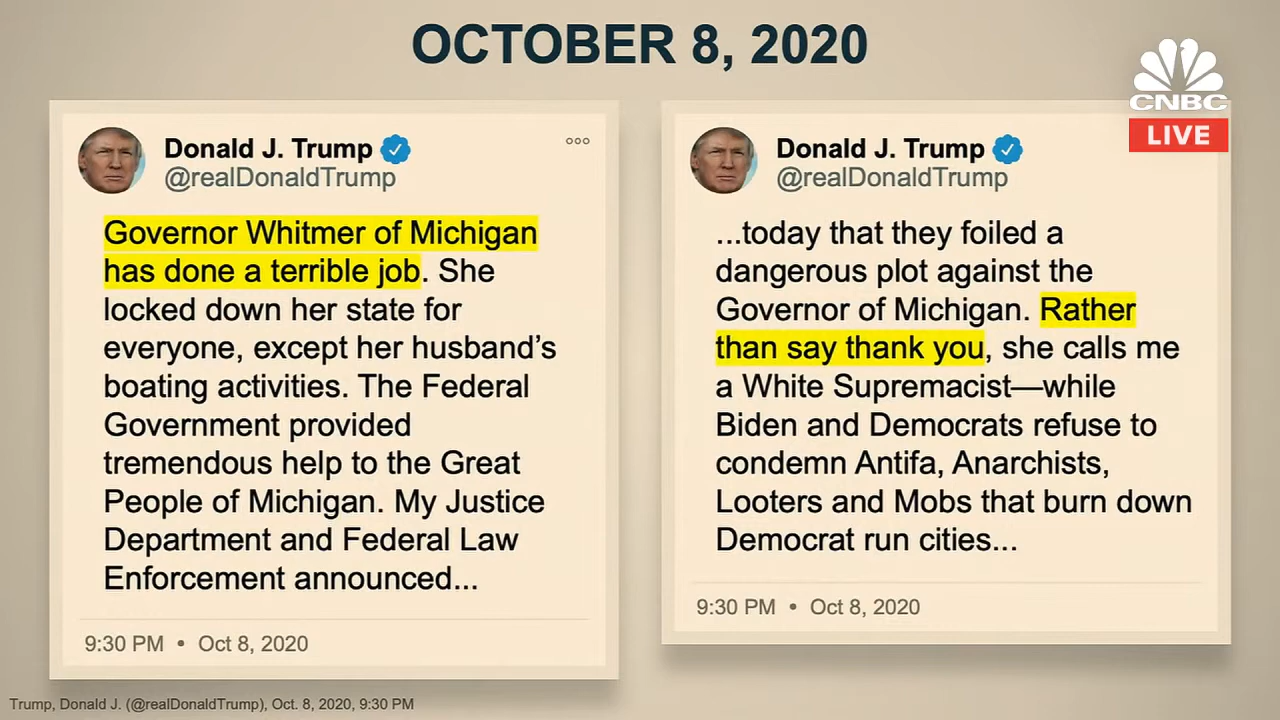 OCTOBER 8, 2020
CNBC
LIVE
Donald J. Trump
@realDonaldTrump
Governor Whitmer of Michigan
has done a terrible job. She
locked down her state for
everyone, except her husband’s
boating activities. The Federal
Government provided
tremendous help to the Great
People of Michigan. My Justice
Department and Federal Law
Enforcement announced...
9:30 PM • Oct 8, 2020
Donald J. Trump
@realDonaldTrump
...today that they foiled a
dangerous plot against the
Governor of Michigan. Rather
than say thank you, she calls me
a White Supremacist—while
Biden and Democrats refuse to
condemn Antifa, Anarchists,
Looters and Mobs that burn down
Democrat run cities...
9:30 PM • Oct 8, 2020
Trump, Donald J. (@realDonaldTrump), Oct. 8, 2020, 9:30 PM